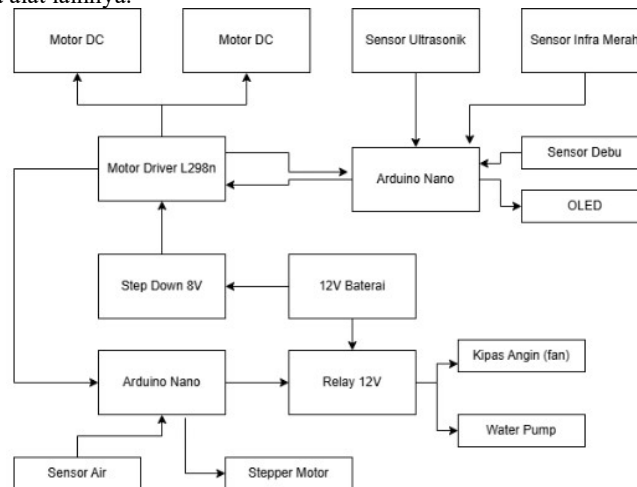 alat lainnya.
Motor DC
Motor DC
Sensor Ultrasonik
Sensor Infra Merah
Motor Driver L298n
Arduino Nano
Sensor Debu
OLED
Step Down 8V
12V Baterai
Arduino Nano
Relay 12V
Kipas Angin (fan)
Water Pump
Sensor Air
Stepper Motor